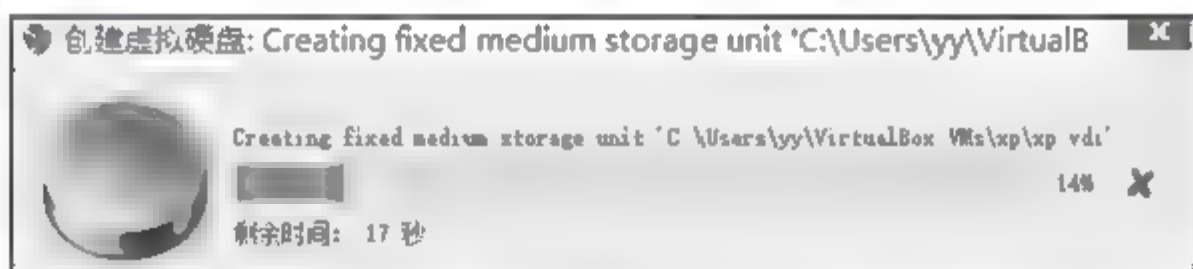 创建虚拟硬盘: Creating fixed medium storage unit 'C:\Users\yy\VirtualB
Creating fixed medium storage unit 'C \Users\yy\VirtualBox VMs\xp\xp vdi'
14%
剩余时间: 17 秒